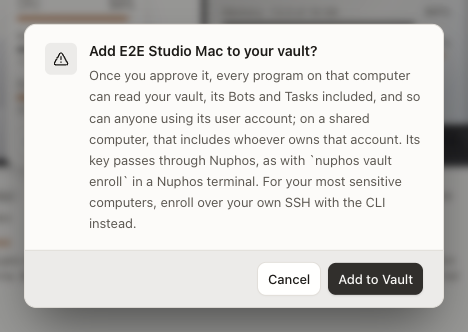 Add E2E Studio Mac to your vault?
Once you approve it, every program on that computer
can read your vault, its Bots and Tasks included, and so
can anyone using its user account; on a shared
computer, that includes whoever owns that account. Its
key passes through Nuphos, as with `nuphos vault
enroll` in a Nuphos terminal. For your most sensitive
computers, enroll over your own SSH with the CLI
instead.
Cancel
Add to Vault